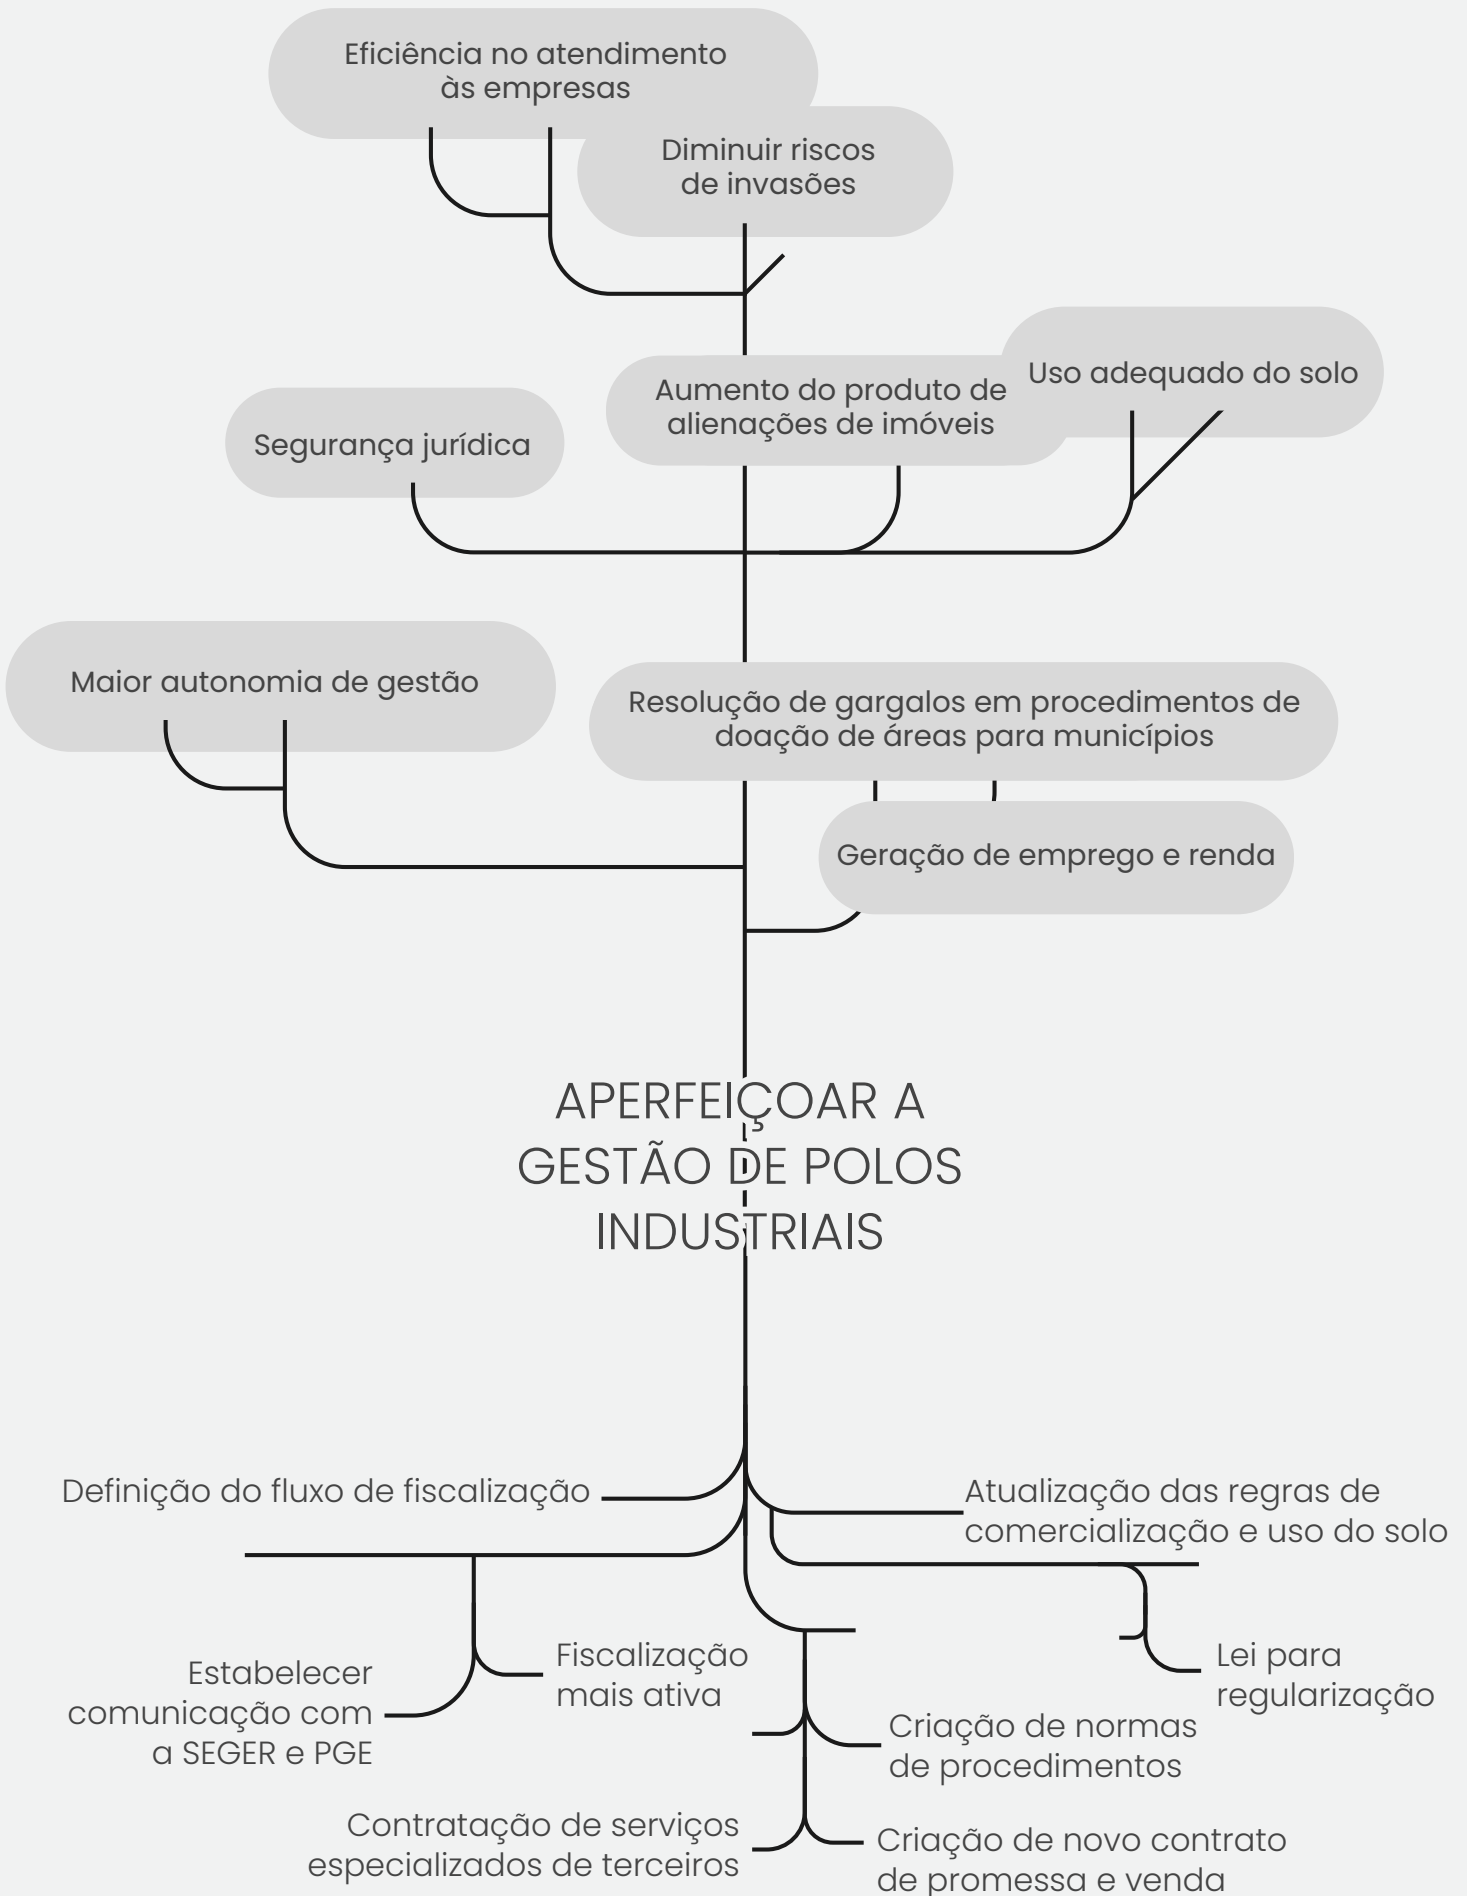 Eficiência no atendimento
às empresas
Diminuir riscos
de invasões
Uso adequado do solo
Aumento do produto de
alienações de imóveis
Segurança jurídica
Maior autonomia de gestão
Resolução de gargalos em procedimentos de
doação de áreas para municípios
Geração de emprego e renda
APERFEIÇOAR A
GESTÃO DE POLOS
INDUSTRIAIS
Definição do fluxo de fiscalização
Atualização das regras de
comercialização e uso do solo
Estabelecer
comunicação com
a SEGER e PGE
Fiscalização
mais ativa
Lei para
regularização
Criação de normas
de procedimentos
Contratação de serviços
especializados de terceiros
Criação de novo contrato
de promessa e venda